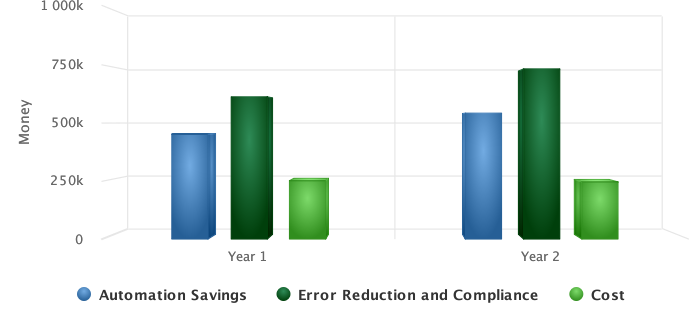 1 000k
750k
500k
250k
0
Money
Year 1
Year 2
Automation Savings
Error Reduction and Compliance
Cost